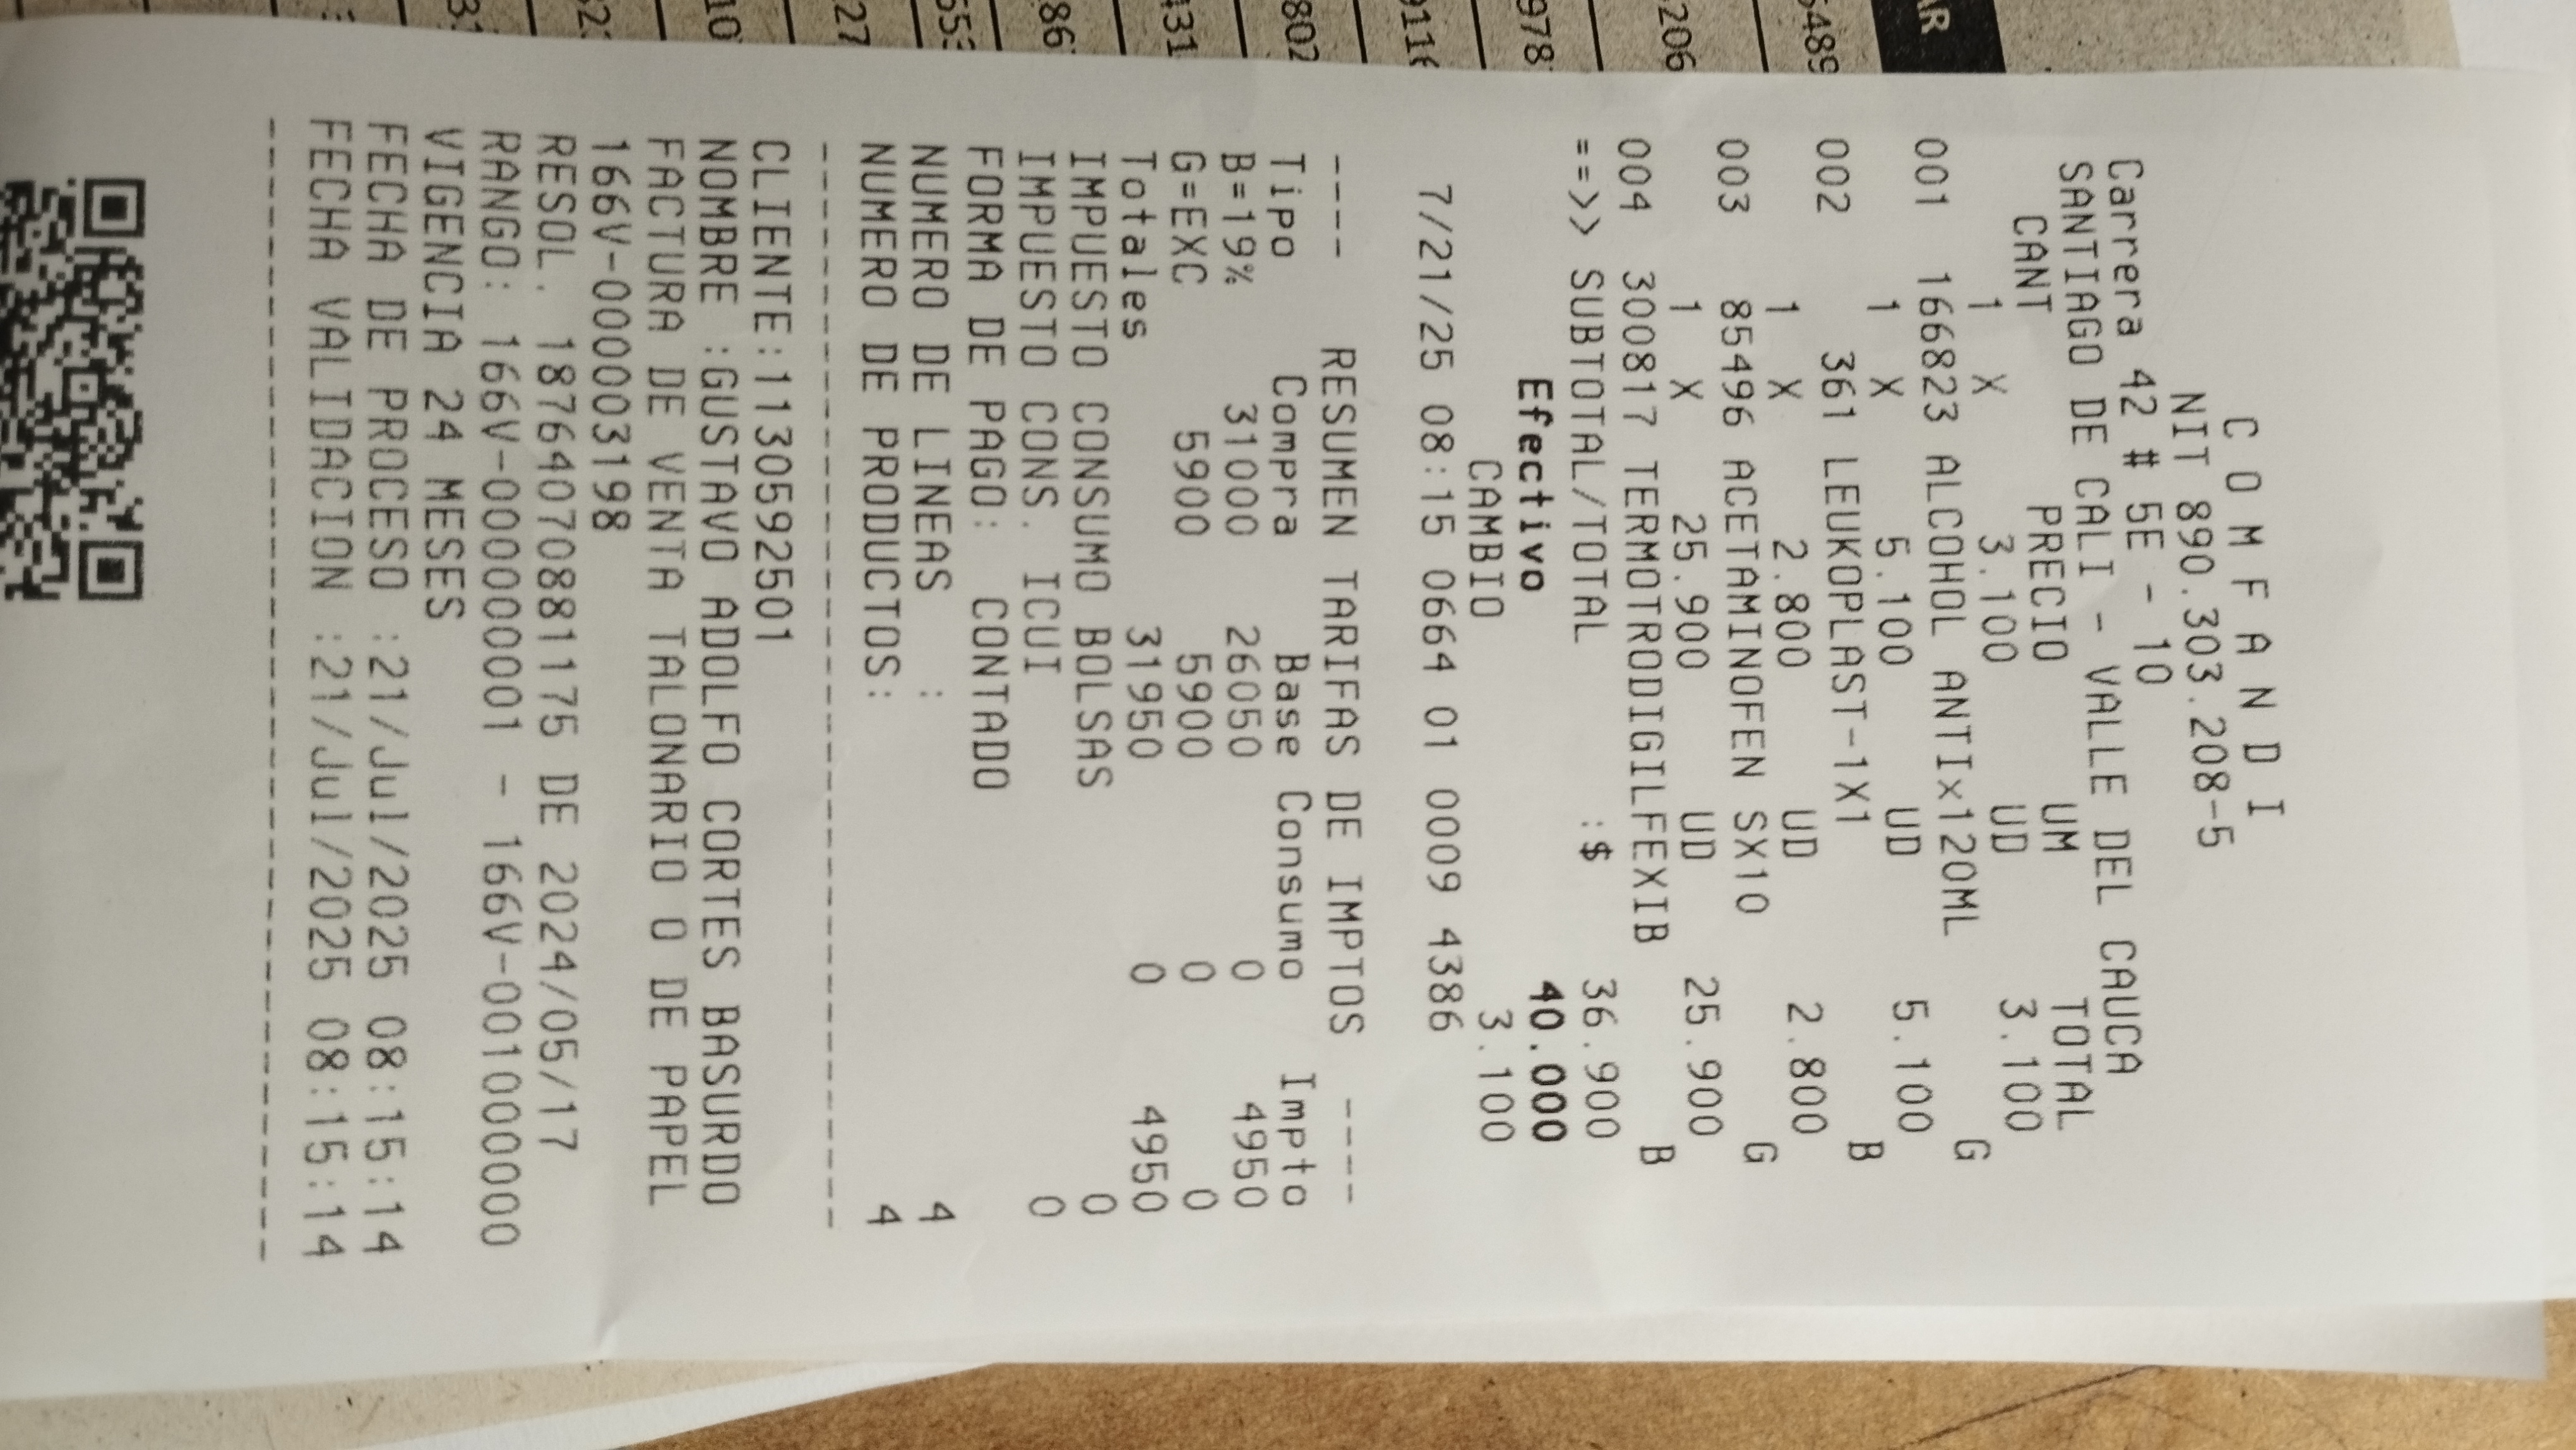 C O M F A N D I
NIT 890.303.208-5
Carrera 42 # 5E - 10
SANTIAGO DE CALI - VALLE DEL CAUCA
CANT PRECIO UM TOTAL
1 X 3.100 UD 3.100
001 166823 ALCOHOL ANTIx120ML G
1 X 5.100 UD 5.100
002 361 LEUKOPLAST-1X1 B
1 X 2.800 UD 2.800
003 85496 ACETAMINOFEN SX10 G
1 X 25.900 UD 25.900
004 300817 TERMOTRODIGILFEXIB B
==>> SUBTOTAL/TOTAL :$ 36.900
Efectivo 40.000
CAMBIO 3.100
7/21/25 08:15 0664 01 0009 4386
---- RESUMEN TARIFAS DE IMPTOS ----
Tipo Compra Base Consumo Impto
B=19% 31000 26050 0 4950
G=EXC 5900 5900 0 0
Totales 31950 0 4950
IMPUESTO CONSUMO BOLSAS 0
IMPUESTO CONS. ICUI 0
FORMA DE PAGO: CONTADO
NUMERO DE LINEAS : 4
NUMERO DE PRODUCTOS: 4
CLIENTE:1130592501
NOMBRE :GUSTAVO ADOLFO CORTES BASURDO
FACTURA DE VENTA TALONARIO O DE PAPEL
166V-00003198
RESOL. 18764070881175 DE 2024/05/17
RANGO: 166V-000000001 - 166V-0010000000
VIGENCIA 24 MESES
FECHA DE PROCESO :21/Jul/2025 08:15:14
FECHA VALIDACION :21/Jul/2025 08:15:14